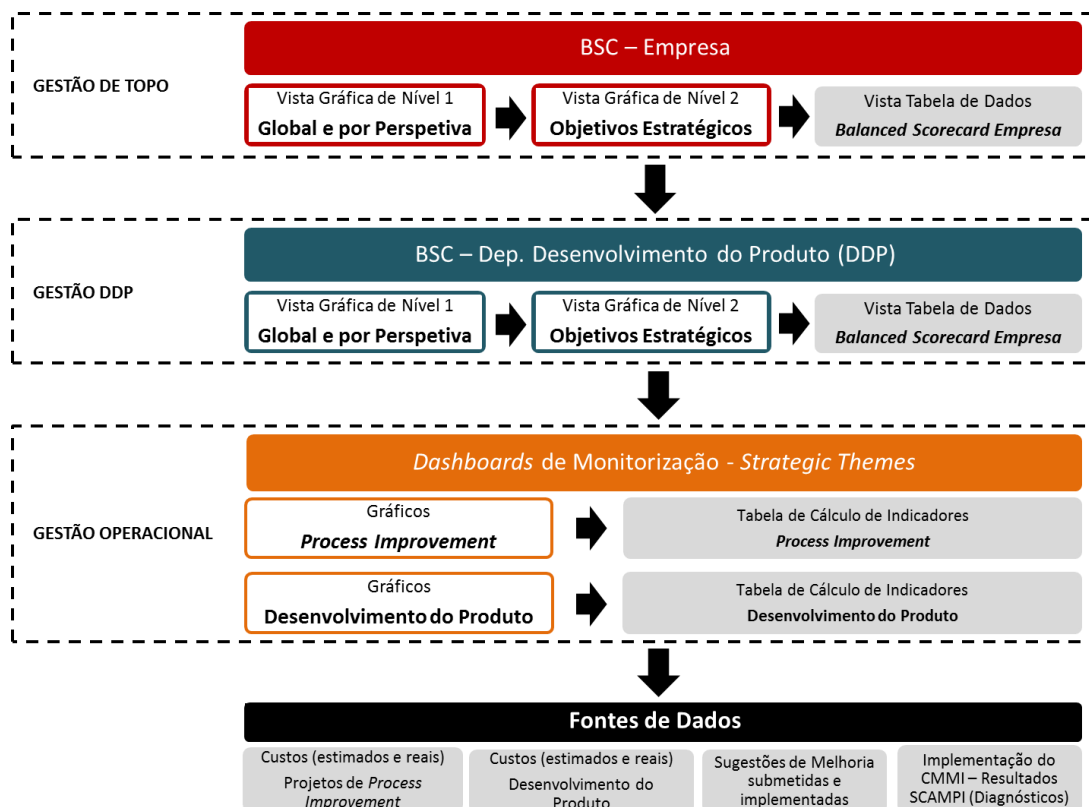 BSC – Empresa
GESTÃO DE TOPO
Vista Gráfica de Nível 1
Global e por Perspetiva
Vista Gráfica de Nível 2
Objetivos Estratégicos
Vista Tabela de Dados
Balanced Scorecard Empresa
BSC – Dep. Desenvolvimento do Produto (DDP)
GESTÃO DDP
Vista Gráfica de Nível 1
Global e por Perspetiva
Vista Gráfica de Nível 2
Objetivos Estratégicos
Vista Tabela de Dados
Balanced Scorecard Empresa
Dashboards de Monitorização - Strategic Themes
GESTÃO OPERACIONAL
Gráficos
Process Improvement
Tabela de Cálculo de Indicadores
Process Improvement
Gráficos
Desenvolvimento do Produto
Tabela de Cálculo de Indicadores
Desenvolvimento do Produto
Fontes de Dados
Custos (estimados e reais)
Projetos de Process
Improvement
Custos (estimados e reais)
Desenvolvimento do
Produto
Sugestões de Melhoria
submetidas e
implementadas
Implementação do
CMMI – Resultados
SCAMPI (Diagnósticos)